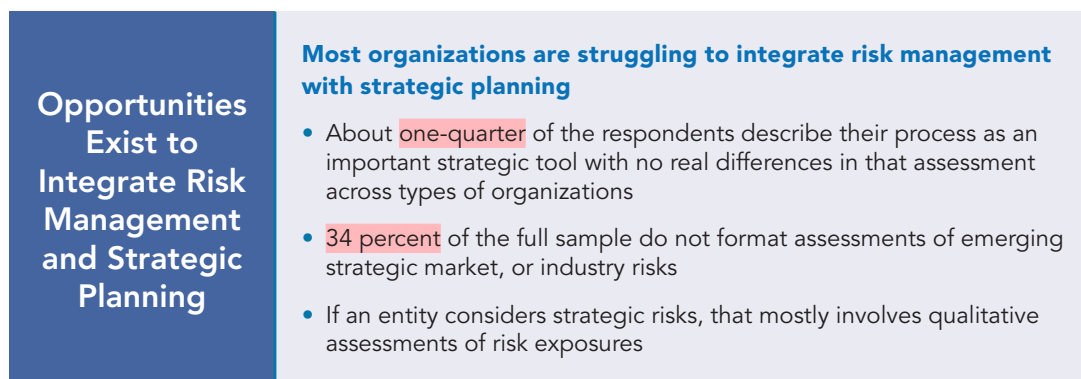 Opportunities
Exist to
Integrate Risk
Management
and Strategic
Planning
Most organizations are struggling to integrate risk management
with strategic planning
• About one-quarter of the respondents describe their process as an
important strategic tool with no real differences in that assessment
across types of organizations
• 34 percent of the full sample do not format assessments of emerging
strategic market, or industry risks
• If an entity considers strategic risks, that mostly involves qualitative
assessments of risk exposures